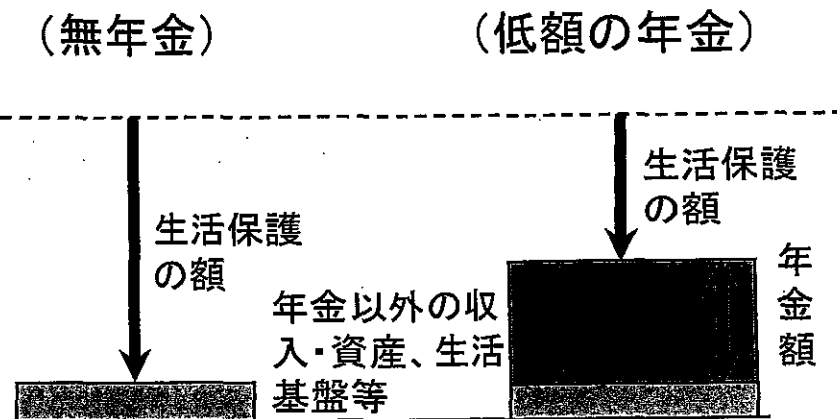 （無年金）
（低額の年金）
生活保護
の額
生活保護
の額
年金以外の収
入・資産、生活
基盤等
年
金
額